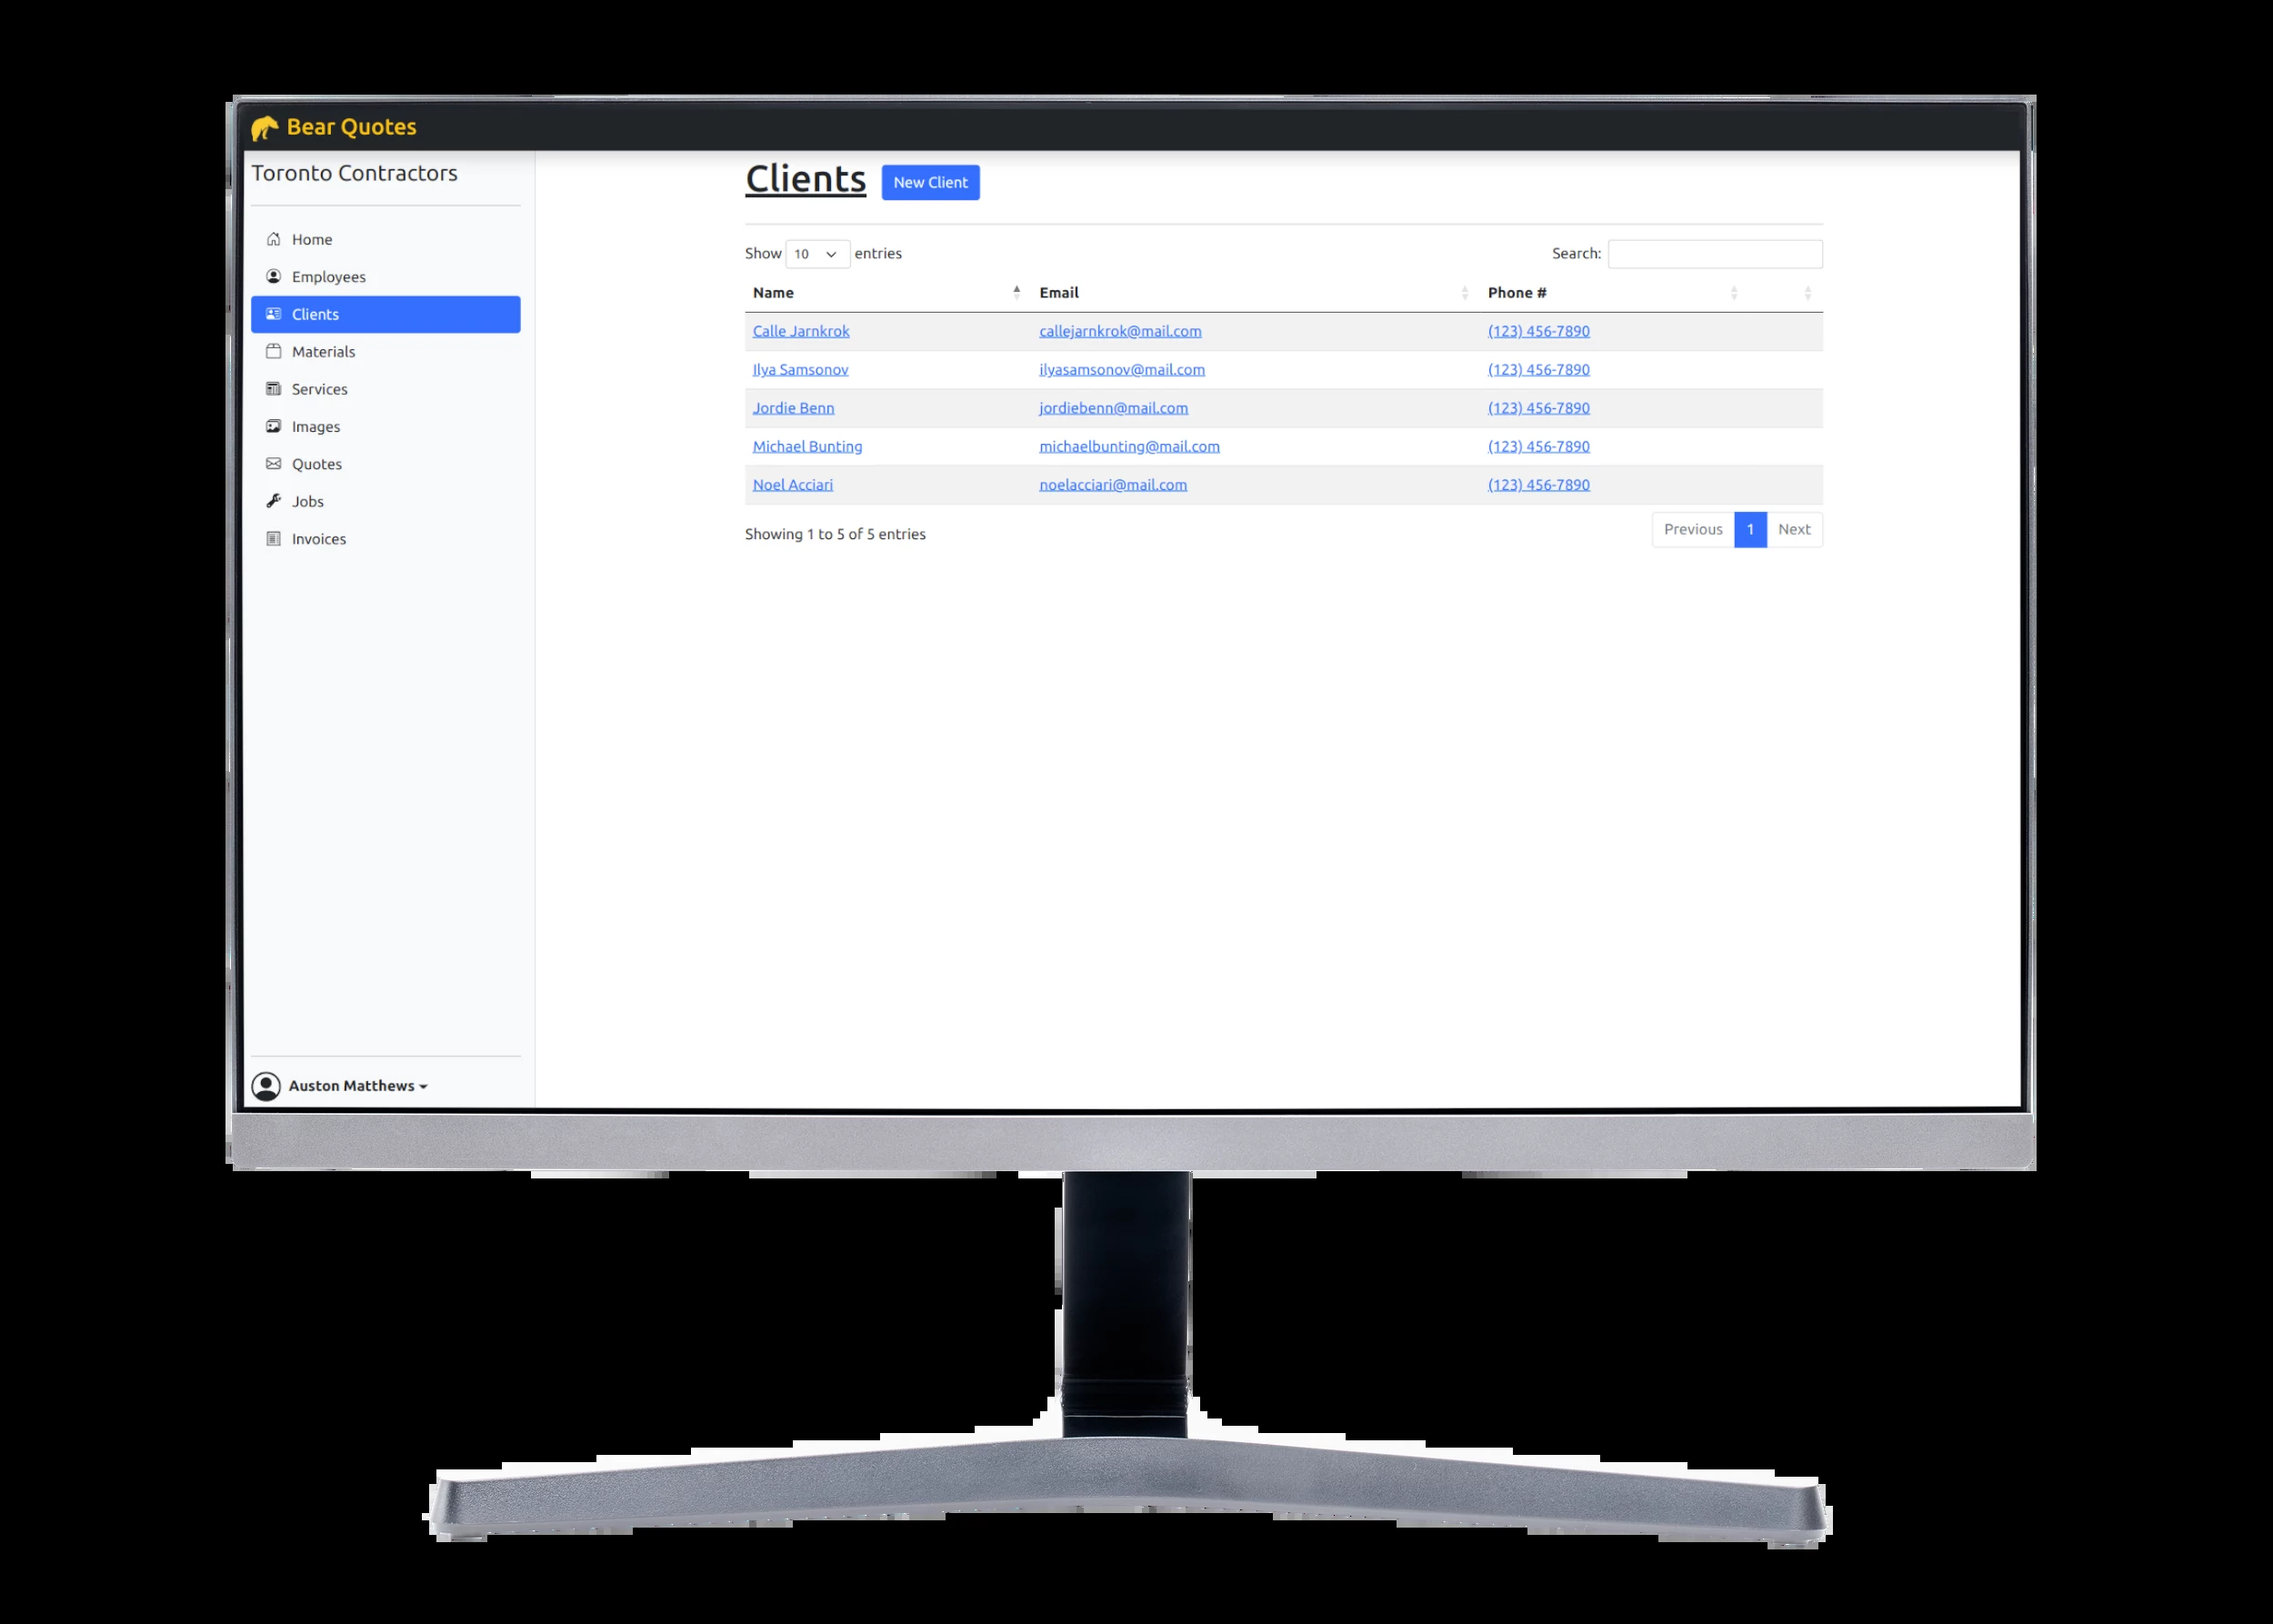 Bear Quotes
Toronto Contractors
Home
Employees
Clients
Materials
Services
Images
Quotes
Jobs
Invoices
Auston Matthews
Clients New Client
Show 10 entries Search:
Name Email Phone #
Calle Jarnkrok callejarnkrok@mail.com (123) 456-7890
Ilya Samsonov ilyasamsonov@mail.com (123) 456-7890
Jordie Benn jordiebenn@mail.com (123) 456-7890
Michael Bunting michaelbunting@mail.com (123) 456-7890
Noel Acciari noelacciari@mail.com (123) 456-7890
Showing 1 to 5 of 5 entries Previous 1 Next